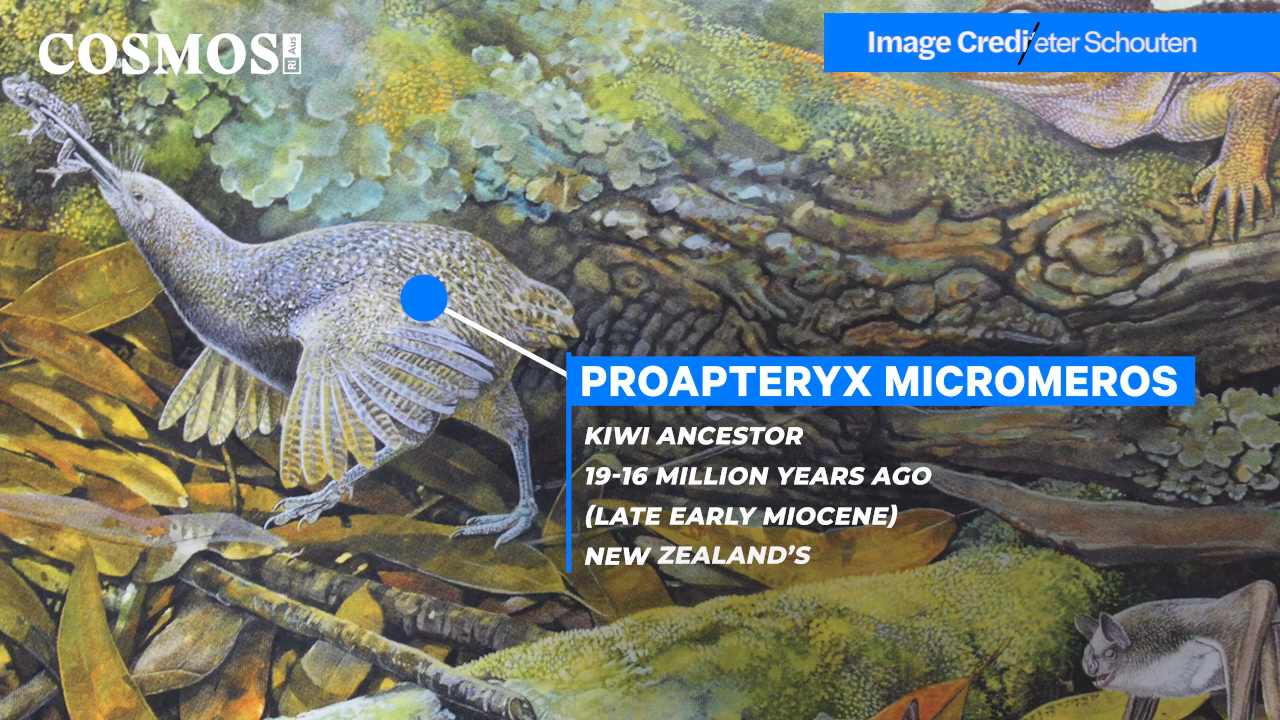 COSMOS
Ri Aus
Image Credi eter Schouten
PROAPTERYX MICROMEROS
KIWI ANCESTOR
19-16 MILLION YEARS AGO
(LATE EARLY MIOCENE)
NEW ZEALAND’S